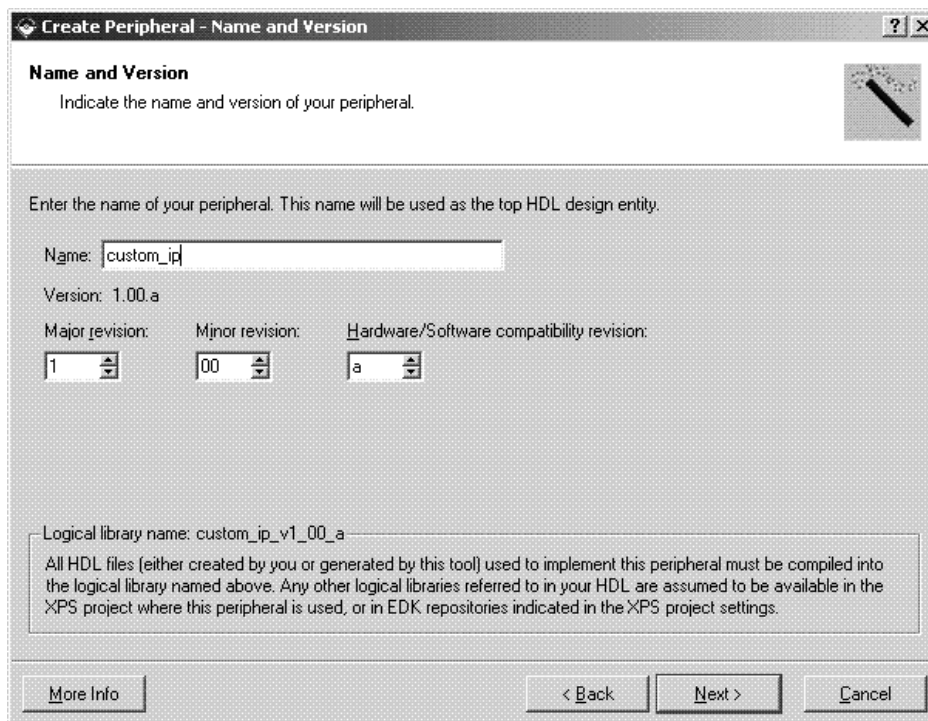 Create Peripheral - Name and Version
Name and Version
Indicate the name and version of your peripheral.
Enter the name of your peripheral. This name will be used as the top HDL design entity.
Name: custom_ip
Version: 1.00.a
Major revision: Minor revision: Hardware/Software compatibility revision:
1 00 a
Logical library name: custom_ip_v1_00_a
All HDL files (either created by you or generated by this tool) used to implement this peripheral must be compiled into
the logical library named above. Any other logical libraries referred to in your HDL are assumed to be available in the
XPS project where this peripheral is used, or in EDK repositories indicated in the XPS project settings.
More Info < Back Next > Cancel